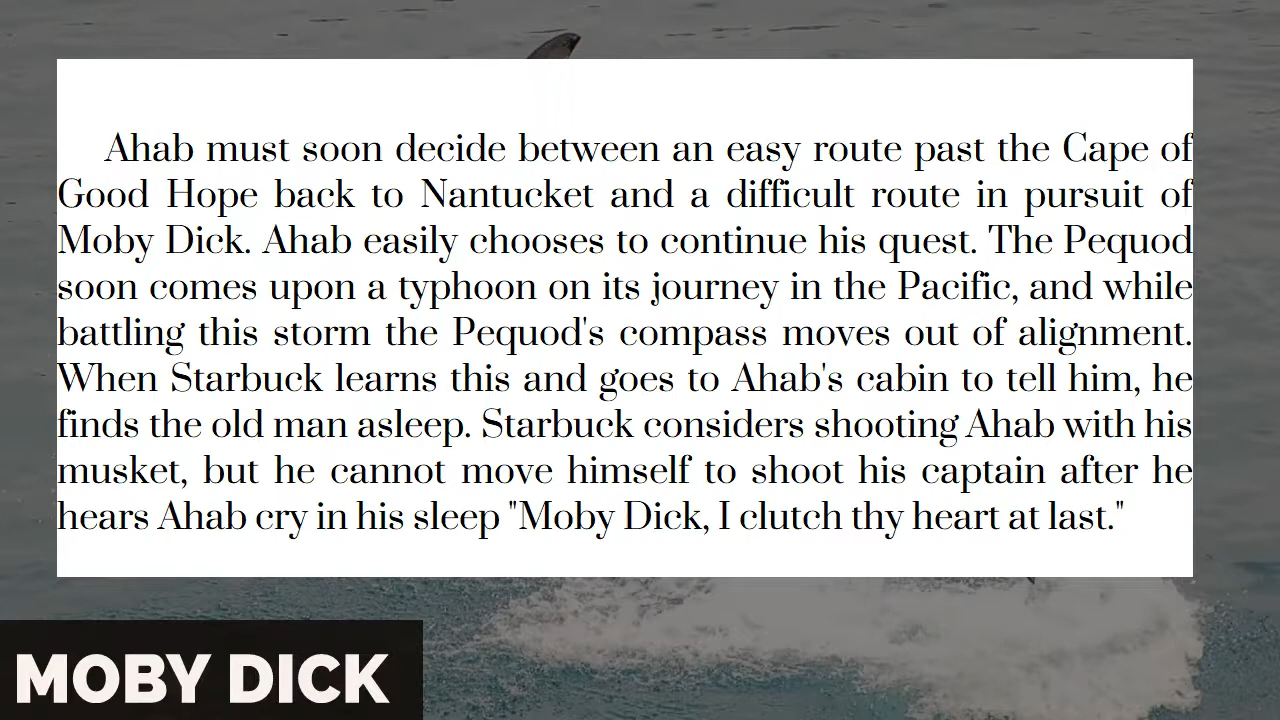 Ahab must soon decide between an easy route past the Cape of
Good Hope back to Nantucket and a difficult route in pursuit of
Moby Dick. Ahab easily chooses to continue his quest. The Pequod
soon comes upon a typhoon on its journey in the Pacific, and while
battling this storm the Pequod's compass moves out of alignment.
When Starbuck learns this and goes to Ahab's cabin to tell him, he
finds the old man asleep. Starbuck considers shooting Ahab with his
musket, but he cannot move himself to shoot his captain after he
hears Ahab cry in his sleep "Moby Dick, I clutch thy heart at last."
MOBY DICK